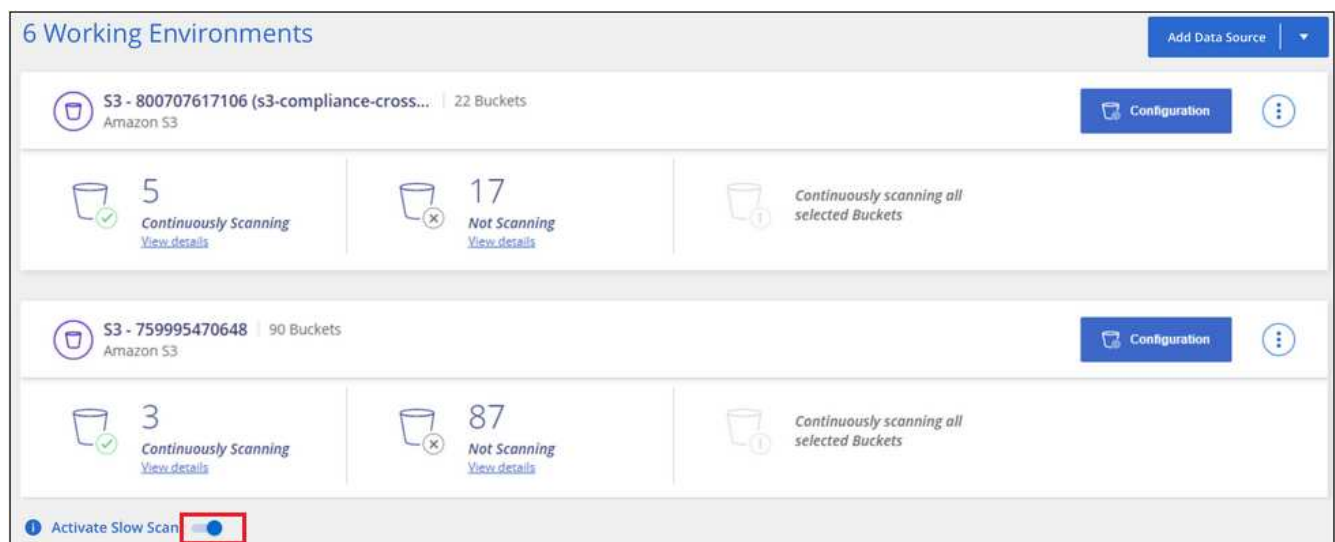 6 Working Environments
Add Data Source
S3 - 800707617106 (s3-compliance-cross... 22 Buckets
Amazon S3
Configuration
5
Continuously Scanning
View details
17
Not Scanning
View details
Continuously scanning all
selected Buckets
S3 - 759995470648 90 Buckets
Amazon S3
Configuration
3
Continuously Scanning
View details
87
Not Scanning
View details
Continuously scanning all
selected Buckets
Activate Slow Scan